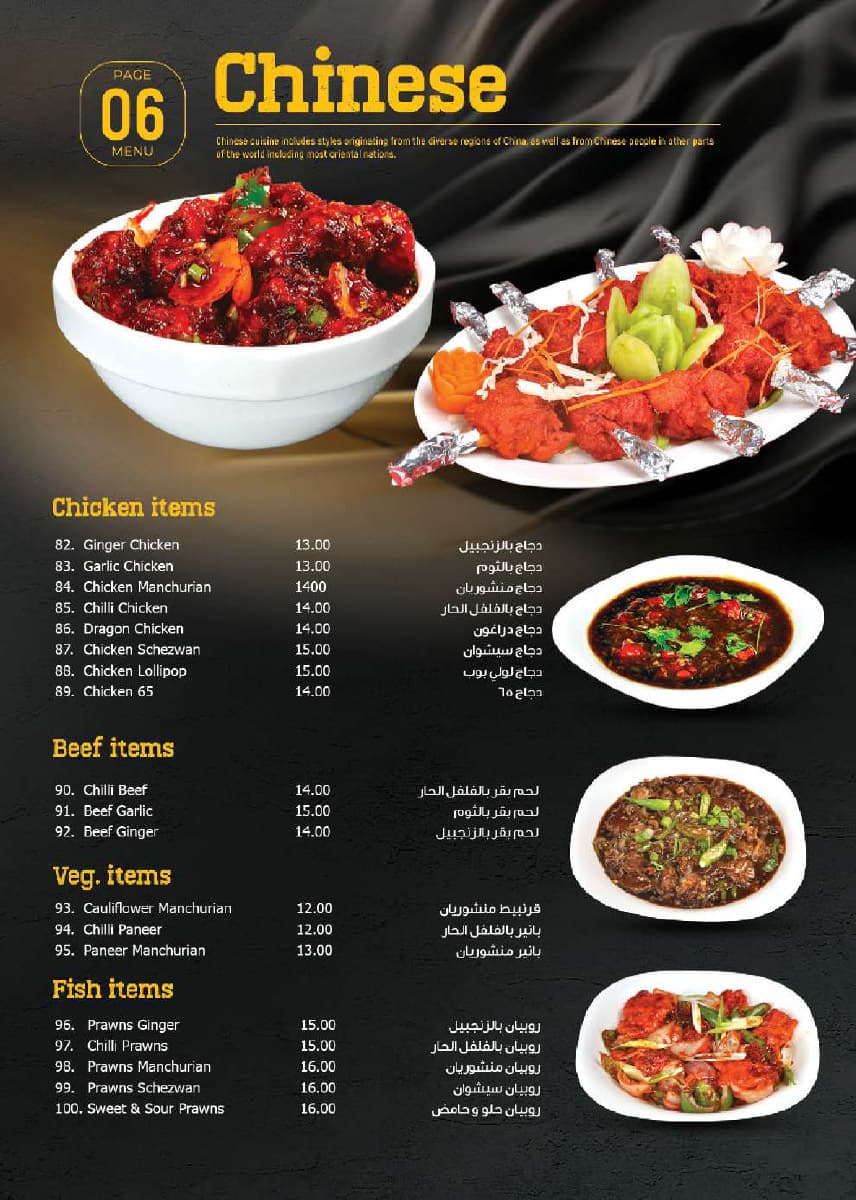 PAGE
06
MENU
Chinese
Chinese cuisine includes styles originating from the diverse regions of China, as well as from Chinese people in other parts
of the world including most oriental nations.
Chicken items
82. Ginger Chicken 13.00 دجاج بالزنجبيل
83. Garlic Chicken 13.00 دجاج بالثوم
84. Chicken Manchurian 1400 دجاج منشوريان
85. Chilli Chicken 14.00 دجاج بالفلفل الحار
86. Dragon Chicken 14.00 دجاج دراغون
87. Chicken Schezwan 15.00 دجاج سيشوان
88. Chicken Lollipop 15.00 دجاج لولي بوب
89. Chicken 65 14.00 دجاج ٦٥
Beef items
90. Chilli Beef 14.00 لحم بقر بالفلفل الحار
91. Beef Garlic 15.00 لحم بقر بالثوم
92. Beef Ginger 14.00 لحم بقر بالزنجبيل
Veg. items
93. Cauliflower Manchurian 12.00 قرنبيط منشوريان
94. Chilli Paneer 12.00 بانير بالفلفل الحار
95. Paneer Manchurian 13.00 بانير منشوريان
Fish items
96. Prawns Ginger 15.00 روبيان بالزنجبيل
97. Chilli Prawns 15.00 روبيان بالفلفل الحار
98. Prawns Manchurian 16.00 روبيان منشوريان
99. Prawns Schezwan 16.00 روبيان سيشوان
100. Sweet & Sour Prawns 16.00 روبيان حلو و حامض